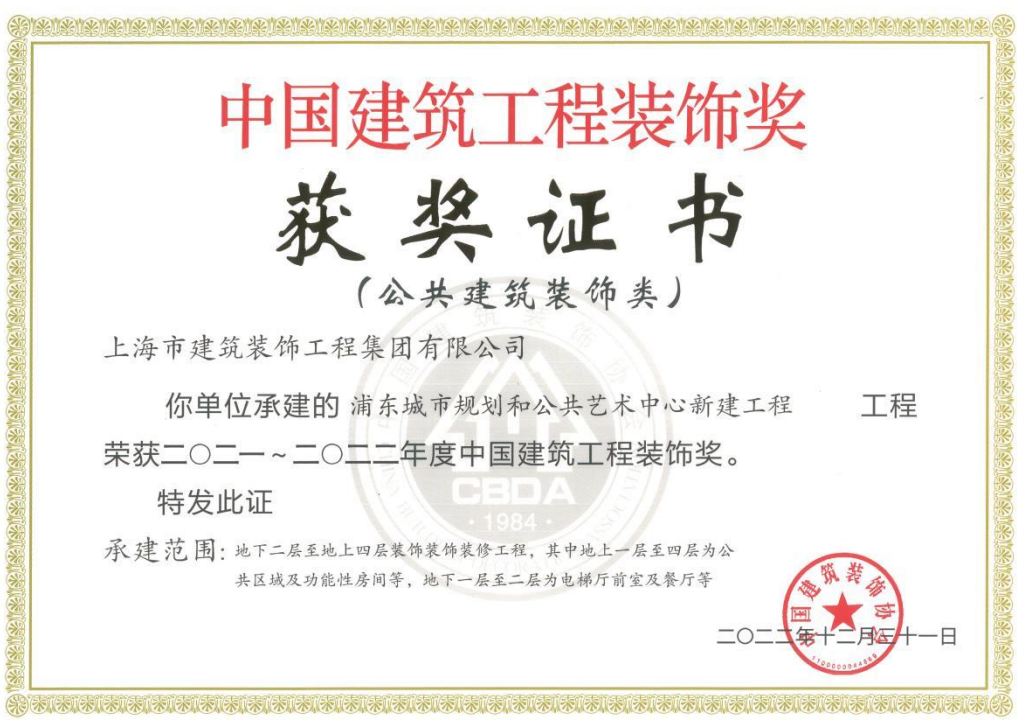 中国建筑工程装饰奖
获奖证书
(公共建筑装饰类)
上海市建筑装饰工程集团有限公司
你单位承建的 浦东城市规划和公共艺术中心新建工程 工程
荣获二〇二一~二〇二二年度中国建筑工程装饰奖。
特发此证
承建范围: 地下二层至地上四层装饰装饰装修工程，其中地上一层至四层为公
共区域及功能性房间等，地下一层至二层为电梯厅前室及餐厅等
二〇二二年十二月三十一日
中国建筑装饰协会
CBDA
·1984·